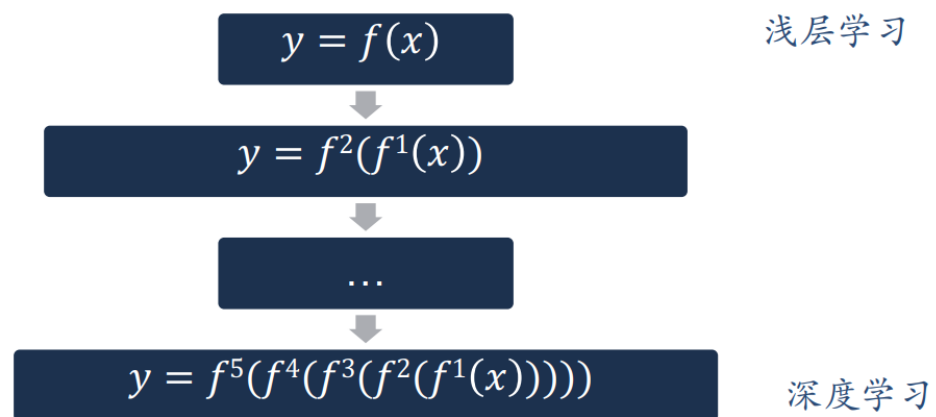 y = f(x)
浅层学习
y = f²(f¹(x))
...
y = f⁵(f⁴(f³(f²(f¹(x)))))
深度学习